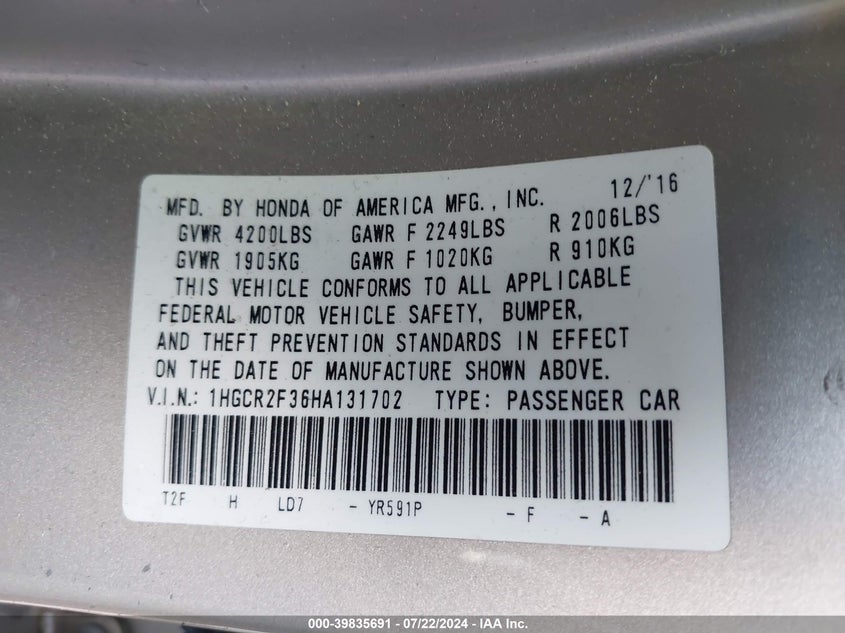 MFD. BY HONDA OF AMERICA MFG., INC. 12/'16
GVWR 4200LBS GAWR F 2249LBS R 2006LBS
GVWR 1905KG GAWR F 1020KG R 910KG
THIS VEHICLE CONFORMS TO ALL APPLICABLE
FEDERAL MOTOR VEHICLE SAFETY, BUMPER,
AND THEFT PREVENTION STANDARDS IN EFFECT
ON THE DATE OF MANUFACTURE SHOWN ABOVE.
V.I.N.: 1HGCR2F36HA131702 TYPE: PASSENGER CAR
T2F H LD7 - YR591P - F - A
000-39835691 - 07/22/2024 - IAA Inc.